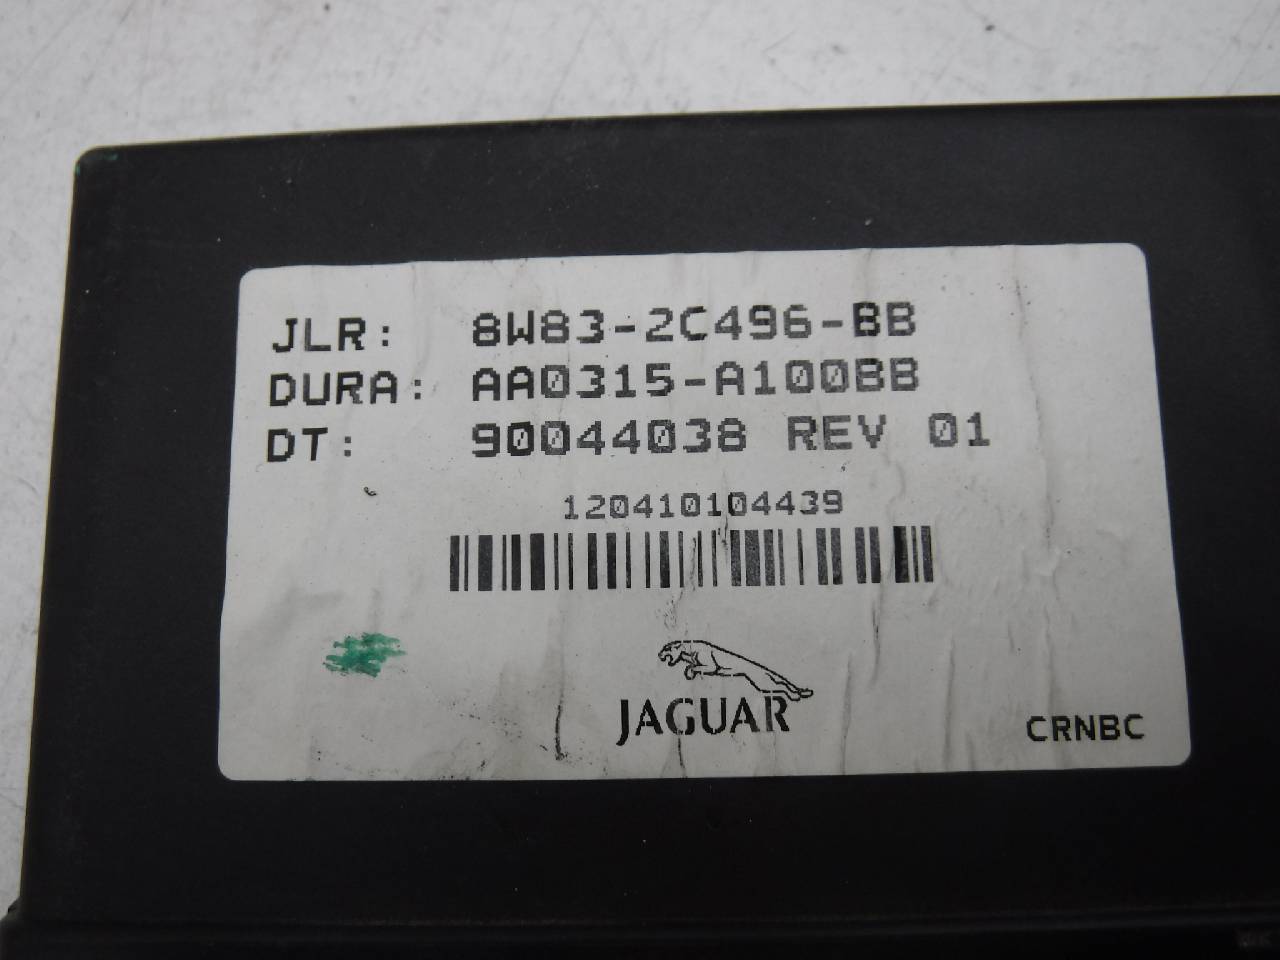 JLR: 8W83-2C496-BB
DURA: AA0315-A100BB
DT: 90044038 REV 01
120410104439
JAGUAR
CRNBC